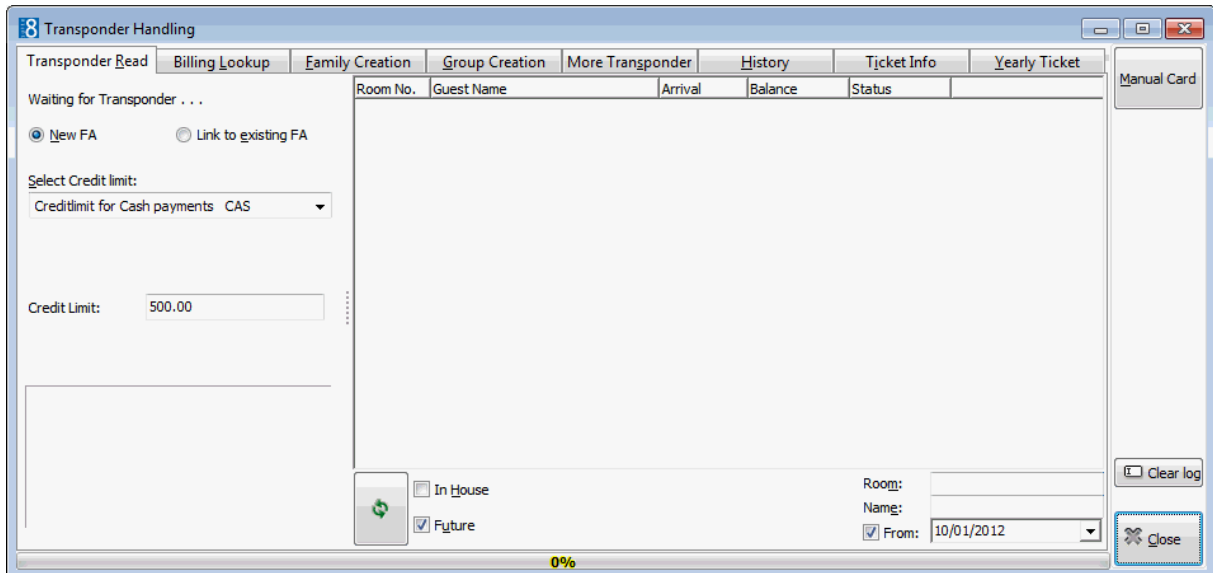 8 Transponder Handling
Transponder Read
Billing Lookup
Family Creation
Group Creation
More Transponder
History
Ticket Info
Yearly Ticket
Manual Card
Waiting for Transponder . . .
New FA
Link to existing FA
Select Credit limit:
Creditlimit for Cash payments CAS
Credit Limit: 500.00
Room No. Guest Name Arrival Balance Status
In House
Future
Room:
Name:
From: 10/01/2012
Clear log
Close
0%